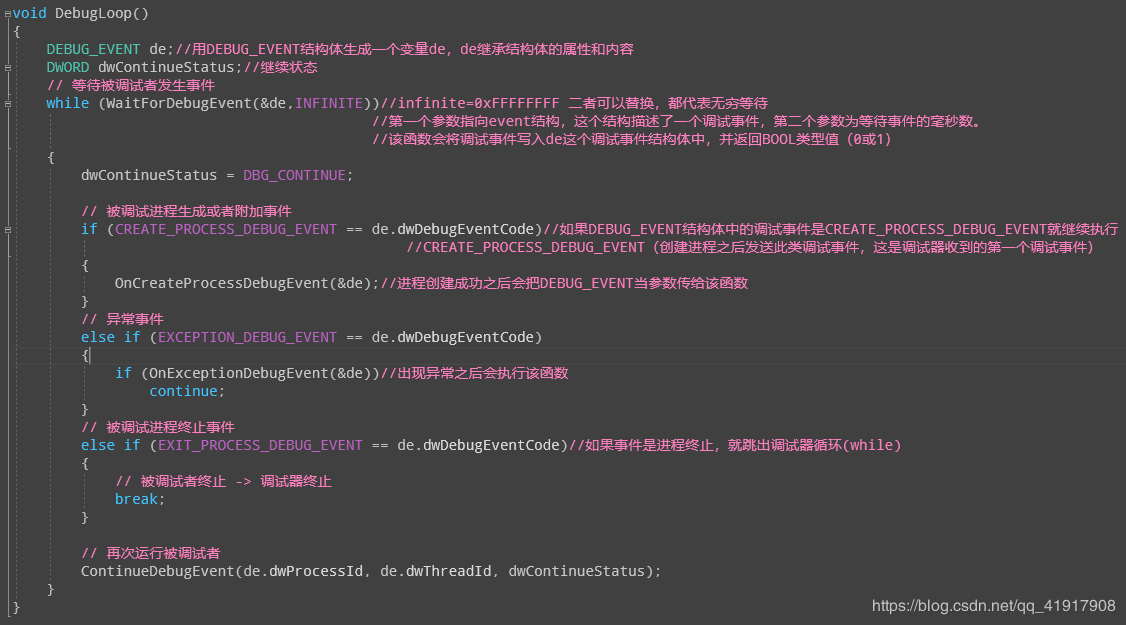 void DebugLoop()
{
DEBUG_EVENT de;//用DEBUG_EVENT结构体生成一个变量de，de继承结构体的属性和内容
DWORD dwContinueStatus;//继续状态
// 等待被调试者发生事件
while (WaitForDebugEvent(&de,INFINITE))//infinite=0xFFFFFFFF 二者可以替换，都代表无穷等待
//第一个参数指向event结构，这个结构描述了一个调试事件，第二个参数为等待事件的毫秒数。
//该函数会将调试事件写入de这个调试事件结构体中，并返回BOOL类型值（0或1）
{
dwContinueStatus = DBG_CONTINUE;
// 被调试进程生成或者附加事件
if (CREATE_PROCESS_DEBUG_EVENT == de.dwDebugEventCode)//如果DEBUG_EVENT结构体中的调试事件是CREATE_PROCESS_DEBUG_EVENT就继续执行
//CREATE_PROCESS_DEBUG_EVENT（创建进程之后发送此类调试事件，这是调试器收到的第一个调试事件）
{
OnCreateProcessDebugEvent(&de);//进程创建成功之后会把DEBUG_EVENT当参数传给该函数
}
// 异常事件
else if (EXCEPTION_DEBUG_EVENT == de.dwDebugEventCode)
{
if (OnExceptionDebugEvent(&de))//出现异常之后会执行该函数
continue;
}
// 被调试进程终止事件
else if (EXIT_PROCESS_DEBUG_EVENT == de.dwDebugEventCode)//如果事件是进程终止，就跳出调试器循环(while)
{
// 被调试者终止 -> 调试器终止
break;
}
// 再次运行被调试者
ContinueDebugEvent(de.dwProcessId, de.dwThreadId, dwContinueStatus);
}
}
https://blog.csdn.net/qq_41917908